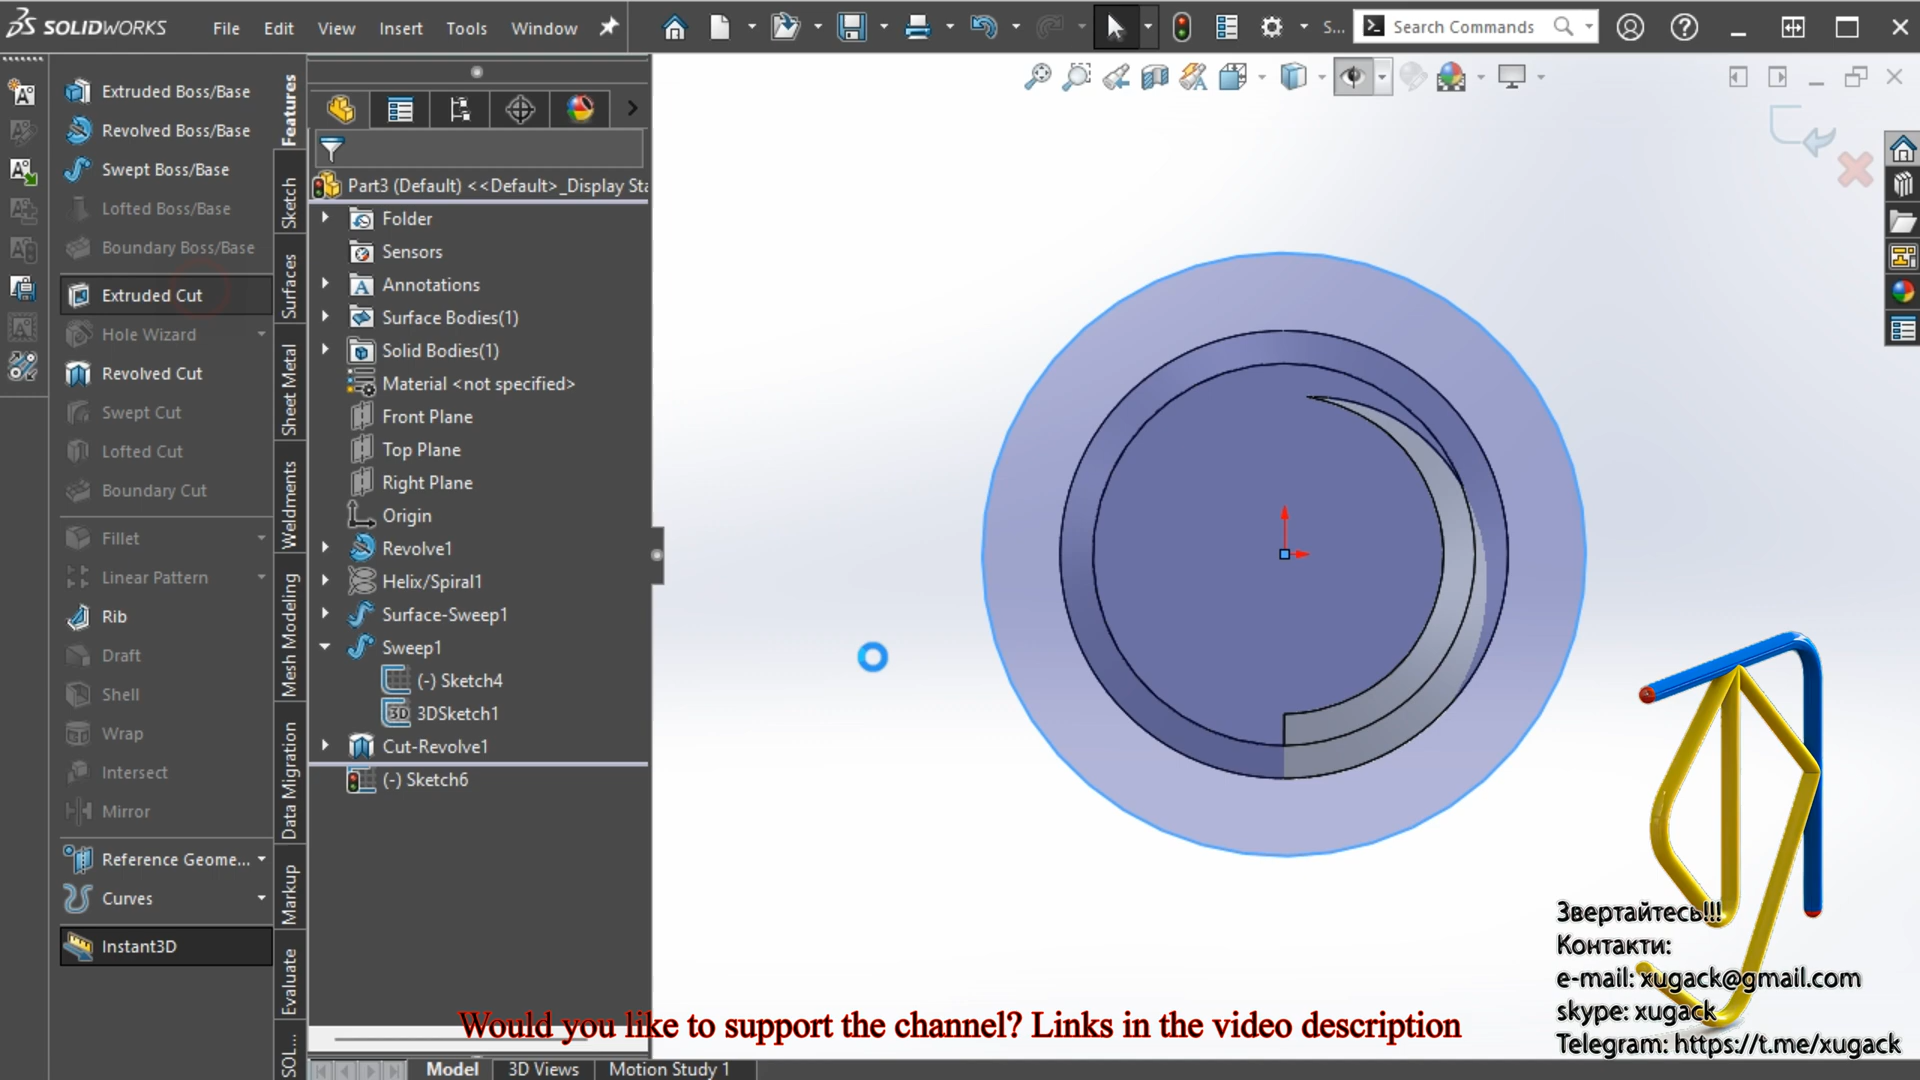 SOLIDWORKS
File Edit View Insert Tools Window
S...
Search Commands
Extruded Boss/Base
Revolved Boss/Base
Swept Boss/Base
Lofted Boss/Base
Boundary Boss/Base
Extruded Cut
Hole Wizard
Revolved Cut
Swept Cut
Lofted Cut
Boundary Cut
Fillet
Linear Pattern
Rib
Draft
Shell
Wrap
Intersect
Mirror
Reference Geome...
Curves
Instant3D
Features
Sketch
Surfaces
Sheet Metal
Weldments
Mesh Modeling
Data Migration
Markup
Evaluate
SOL...
Part3 (Default) <<Default>_Display Sta
Folder
Sensors
Annotations
Surface Bodies(1)
Solid Bodies(1)
Material <not specified>
Front Plane
Top Plane
Right Plane
Origin
Revolve1
Helix/Spiral1
Surface-Sweep1
Sweep1
(-) Sketch4
3D 3DSketch1
Cut-Revolve1
(-) Sketch6
Звертайтесь!!!
Контакти:
e-mail: xugack@gmail.com
skype: xugack
Telegram: https://t.me/xugack
Would you like to support the channel? Links in the video description
Model 3D Views Motion Study 1